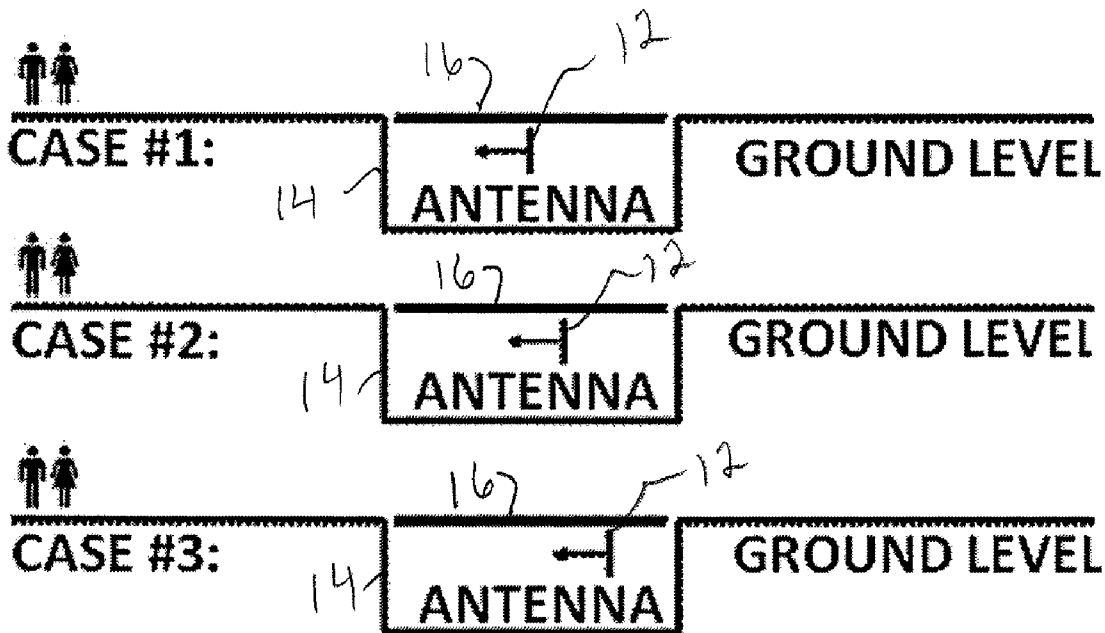 16 12
CASE #1: GROUND LEVEL
14 ANTENNA
16 12
CASE #2: GROUND LEVEL
14 ANTENNA
16 12
CASE #3: GROUND LEVEL
14 ANTENNA